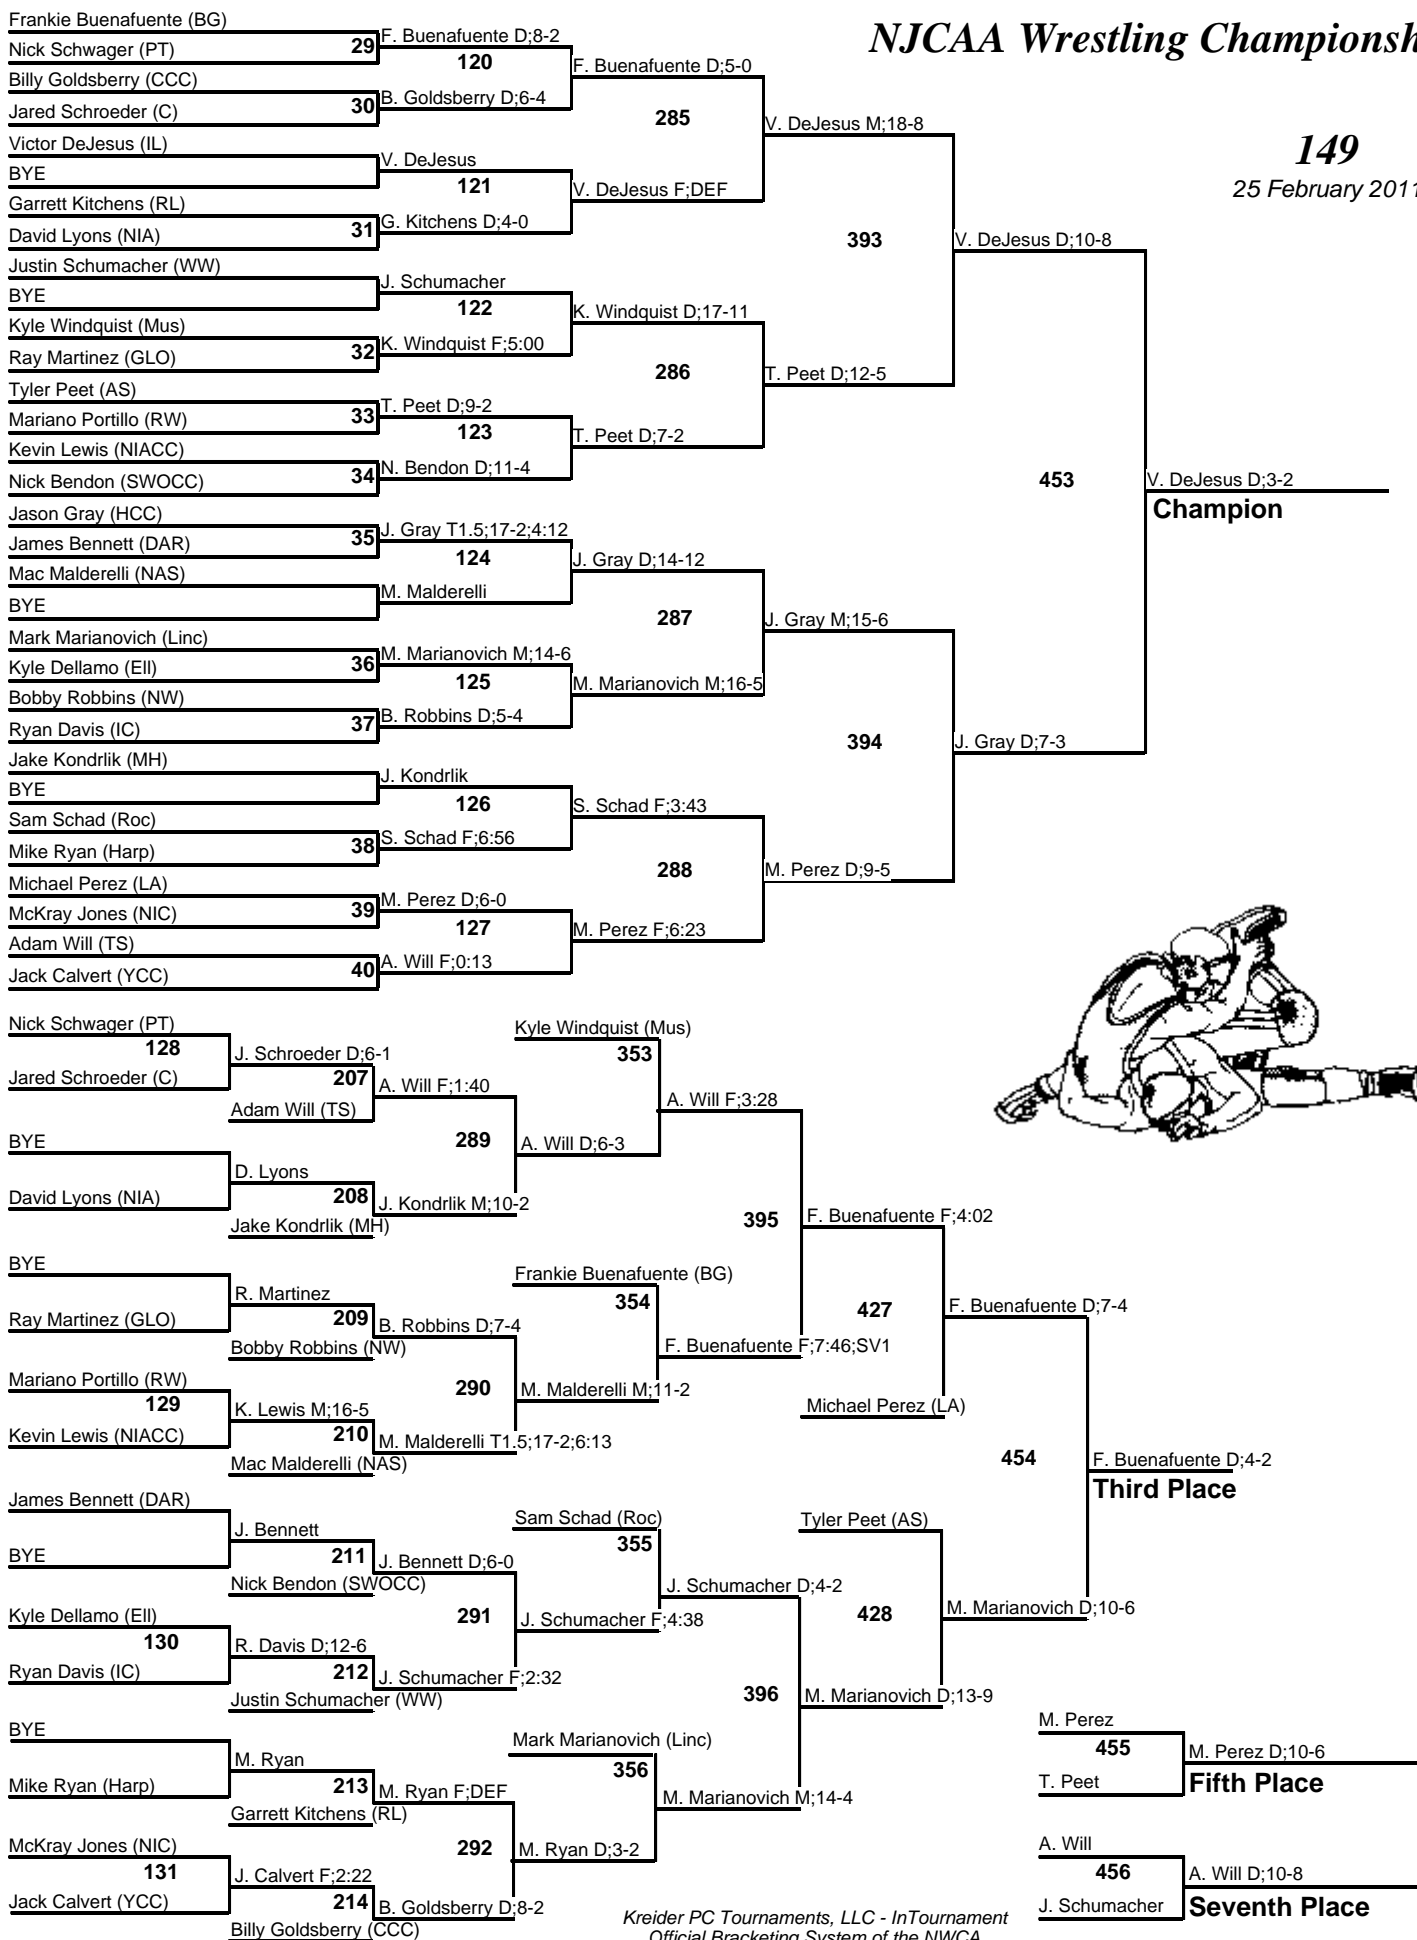 NJCAA Wrestling Championsh
149
25 February 2011
Frankie Buenafuente (BG)
Nick Schwager (PT)
29
Billy Goldsberry (CCC)
Jared Schroeder (C)
30
Victor DeJesus (IL)
BYE
Garrett Kitchens (RL)
David Lyons (NIA)
31
Justin Schumacher (WW)
BYE
Kyle Windquist (Mus)
Ray Martinez (GLO)
32
Tyler Peet (AS)
Mariano Portillo (RW)
33
Kevin Lewis (NIACC)
Nick Bendon (SWOCC)
34
Jason Gray (HCC)
James Bennett (DAR)
35
Mac Malderelli (NAS)
BYE
Mark Marianovich (Linc)
Kyle Dellamo (Ell)
36
Bobby Robbins (NW)
Ryan Davis (IC)
37
Jake Kondrlik (MH)
BYE
Sam Schad (Roc)
Mike Ryan (Harp)
38
Michael Perez (LA)
McKray Jones (NIC)
39
Adam Will (TS)
Jack Calvert (YCC)
40
F. Buenafuente D;8-2
120
B. Goldsberry D;6-4
V. DeJesus
121
G. Kitchens D;4-0
J. Schumacher
122
K. Windquist F;5:00
T. Peet D;9-2
123
N. Bendon D;11-4
J. Gray T1.5;17-2;4:12
124
M. Malderelli
M. Marianovich M;14-6
125
B. Robbins D;5-4
J. Kondrlik
126
S. Schad F;6:56
M. Perez D;6-0
127
A. Will F;0:13
F. Buenafuente D;5-0
285
V. DeJesus F;DEF
K. Windquist D;17-11
286
T. Peet D;7-2
J. Gray D;14-12
287
M. Marianovich M;16-5
S. Schad F;3:43
288
M. Perez F;6:23
V. DeJesus M;18-8
393
T. Peet D;12-5
J. Gray M;15-6
394
M. Perez D;9-5
V. DeJesus D;10-8
453
J. Gray D;7-3
V. DeJesus D;3-2
Champion
Nick Schwager (PT)
128
Jared Schroeder (C)
BYE
David Lyons (NIA)
BYE
Ray Martinez (GLO)
Mariano Portillo (RW)
129
Kevin Lewis (NIACC)
James Bennett (DAR)
BYE
Kyle Dellamo (Ell)
130
Ryan Davis (IC)
BYE
Mike Ryan (Harp)
McKray Jones (NIC)
131
Jack Calvert (YCC)
J. Schroeder D;6-1
207
Adam Will (TS)
D. Lyons
208
Jake Kondrlik (MH)
R. Martinez
209
Bobby Robbins (NW)
K. Lewis M;16-5
210
Mac Malderelli (NAS)
J. Bennett
211
Nick Bendon (SWOCC)
R. Davis D;12-6
212
Justin Schumacher (WW)
M. Ryan
213
Garrett Kitchens (RL)
J. Calvert F;2:22
214
Billy Goldsberry (CCC)
A. Will F;1:40
289
J. Kondrlik M;10-2
B. Robbins D;7-4
290
M. Malderelli T1.5;17-2;6:13
J. Bennett D;6-0
291
J. Schumacher F;2:32
M. Ryan F;DEF
292
B. Goldsberry D;8-2
Kyle Windquist (Mus)
353
A. Will D;6-3
Frankie Buenafuente (BG)
354
M. Malderelli M;11-2
Sam Schad (Roc)
355
J. Schumacher F;4:38
Mark Marianovich (Linc)
356
M. Ryan D;3-2
A. Will F;3:28
395
F. Buenafuente F;7:46;SV1
J. Schumacher D;4-2
396
M. Marianovich M;14-4
F. Buenafuente F;4:02
427
Michael Perez (LA)
Tyler Peet (AS)
428
M. Marianovich D;13-9
F. Buenafuente D;7-4
454
M. Marianovich D;10-6
F. Buenafuente D;4-2
Third Place
M. Perez
455
T. Peet
M. Perez D;10-6
Fifth Place
A. Will
456
J. Schumacher
A. Will D;10-8
Seventh Place
Kreider PC Tournaments, LLC - InTournament
Official Bracketing System of the NWCA